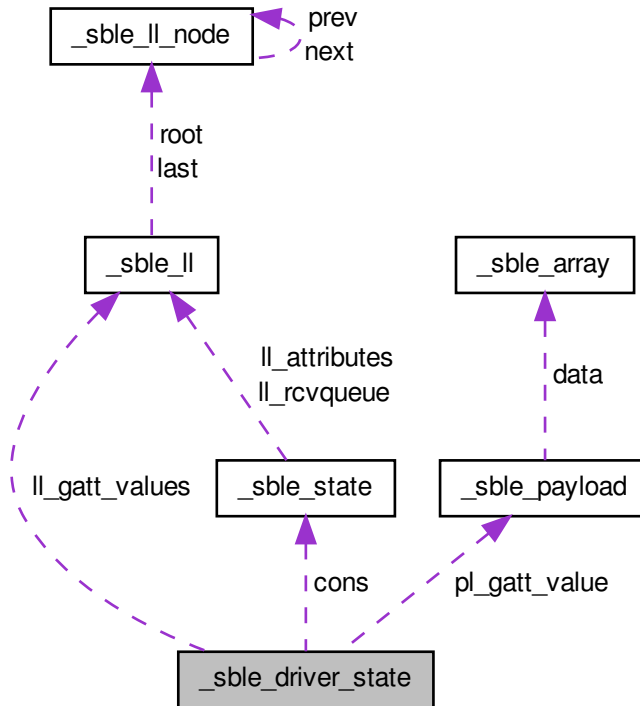 _sble_ll_node
prev
next
root
last
_sble_ll
_sble_array
ll_attributes
ll_rcvqueue
data
ll_gatt_values
_sble_state
_sble_payload
cons
pl_gatt_value
_sble_driver_state